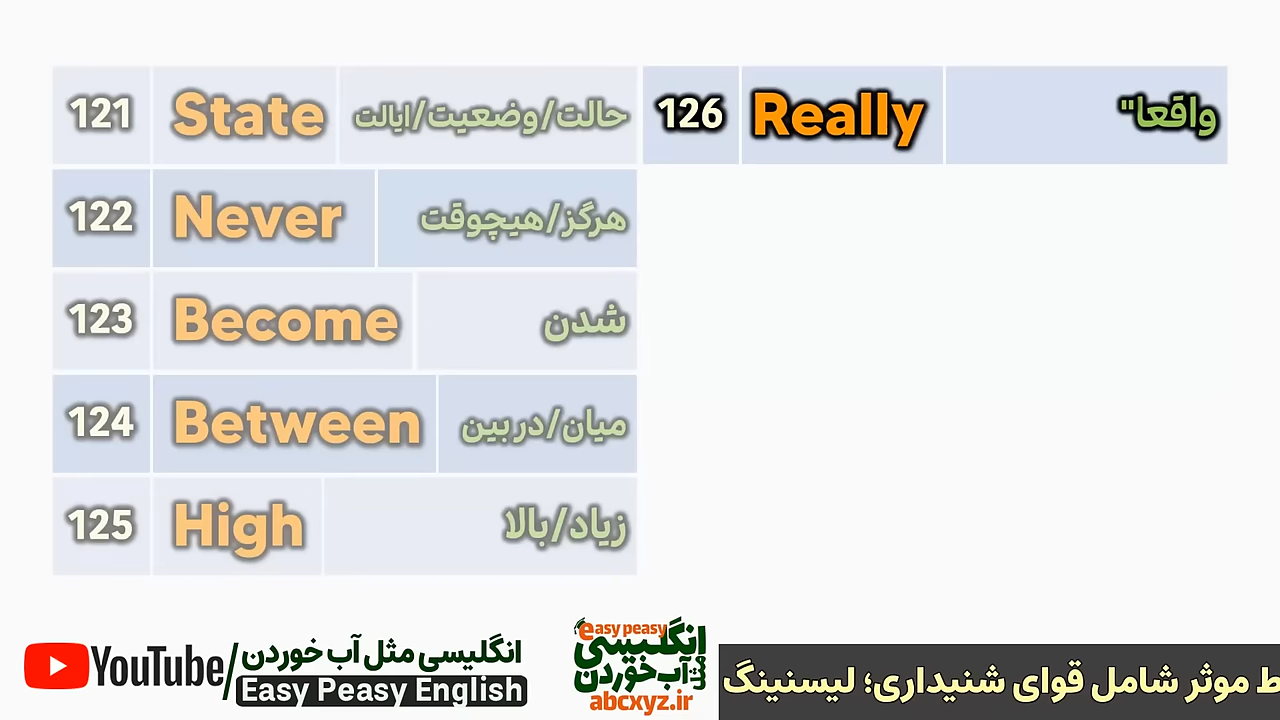 121 State حالت/وضعیت/ایالت
122 Never هرگز/هیچوقت
123 Become شدن
124 Between میان/در بین
125 High زیاد/بالا
126 Really واقعا"
YouTube/انگلیسی مثل آب خوردن
Easy Peasy English
easy peasy
انگلیسی
مثل آب خوردن
abcxyz.ir
موثر شامل قوای شنیداری؛ لیسنینگ